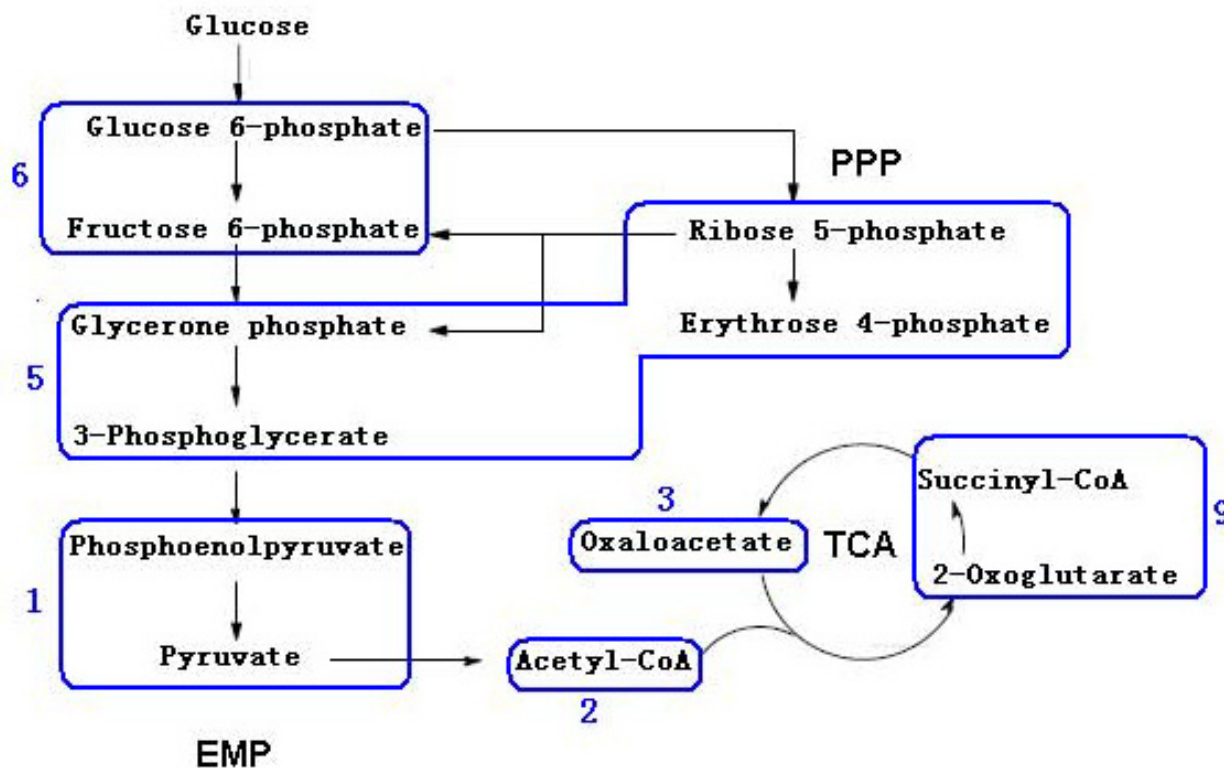 Glucose
Glucose 6-phosphate
6
PPP
Fructose 6-phosphate
Ribose 5-phosphate
Glycerone phosphate
Erythrose 4-phosphate
5
3-Phosphoglycerate
Succinyl-CoA
3
9
Phosphoenolpyruvate
Oxaloacetate
TCA
2-Oxoglutarate
1
Pyruvate
Acetyl-CoA
2
EMP